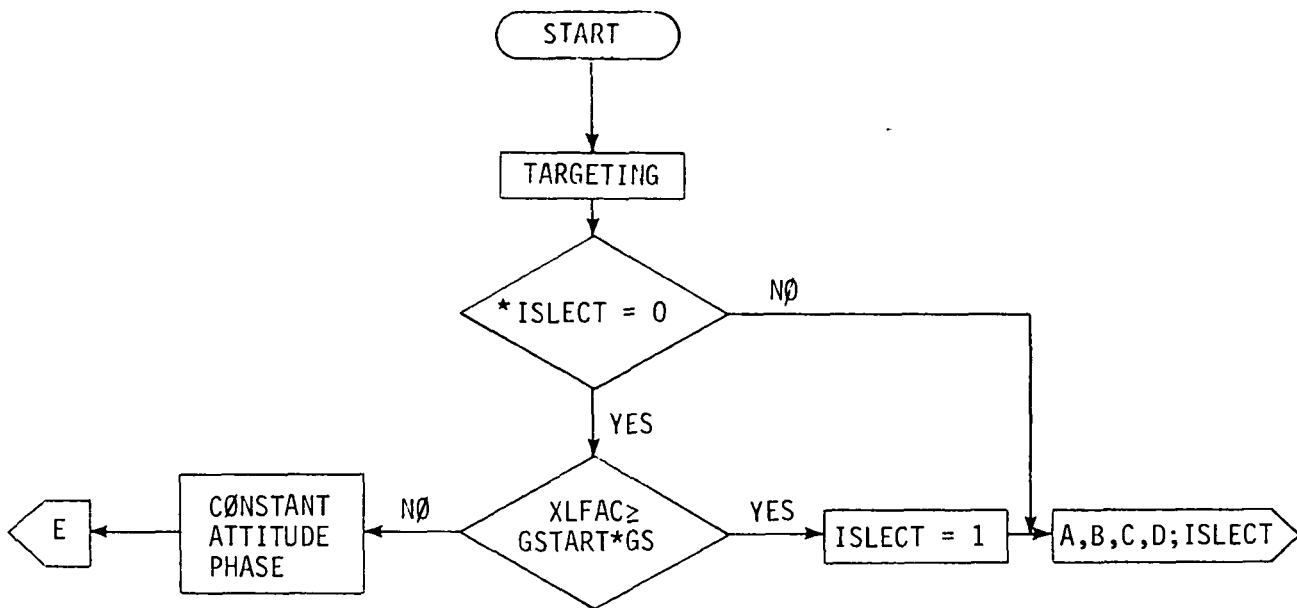 START
TARGETING
*ISLECT = 0
NØ
YES
E
CØNSTANT
ATTITUDE
PHASE
NØ
XLFAC≥
GSTART*GS
YES
ISLECT = 1
A,B,C,D;ISLECT